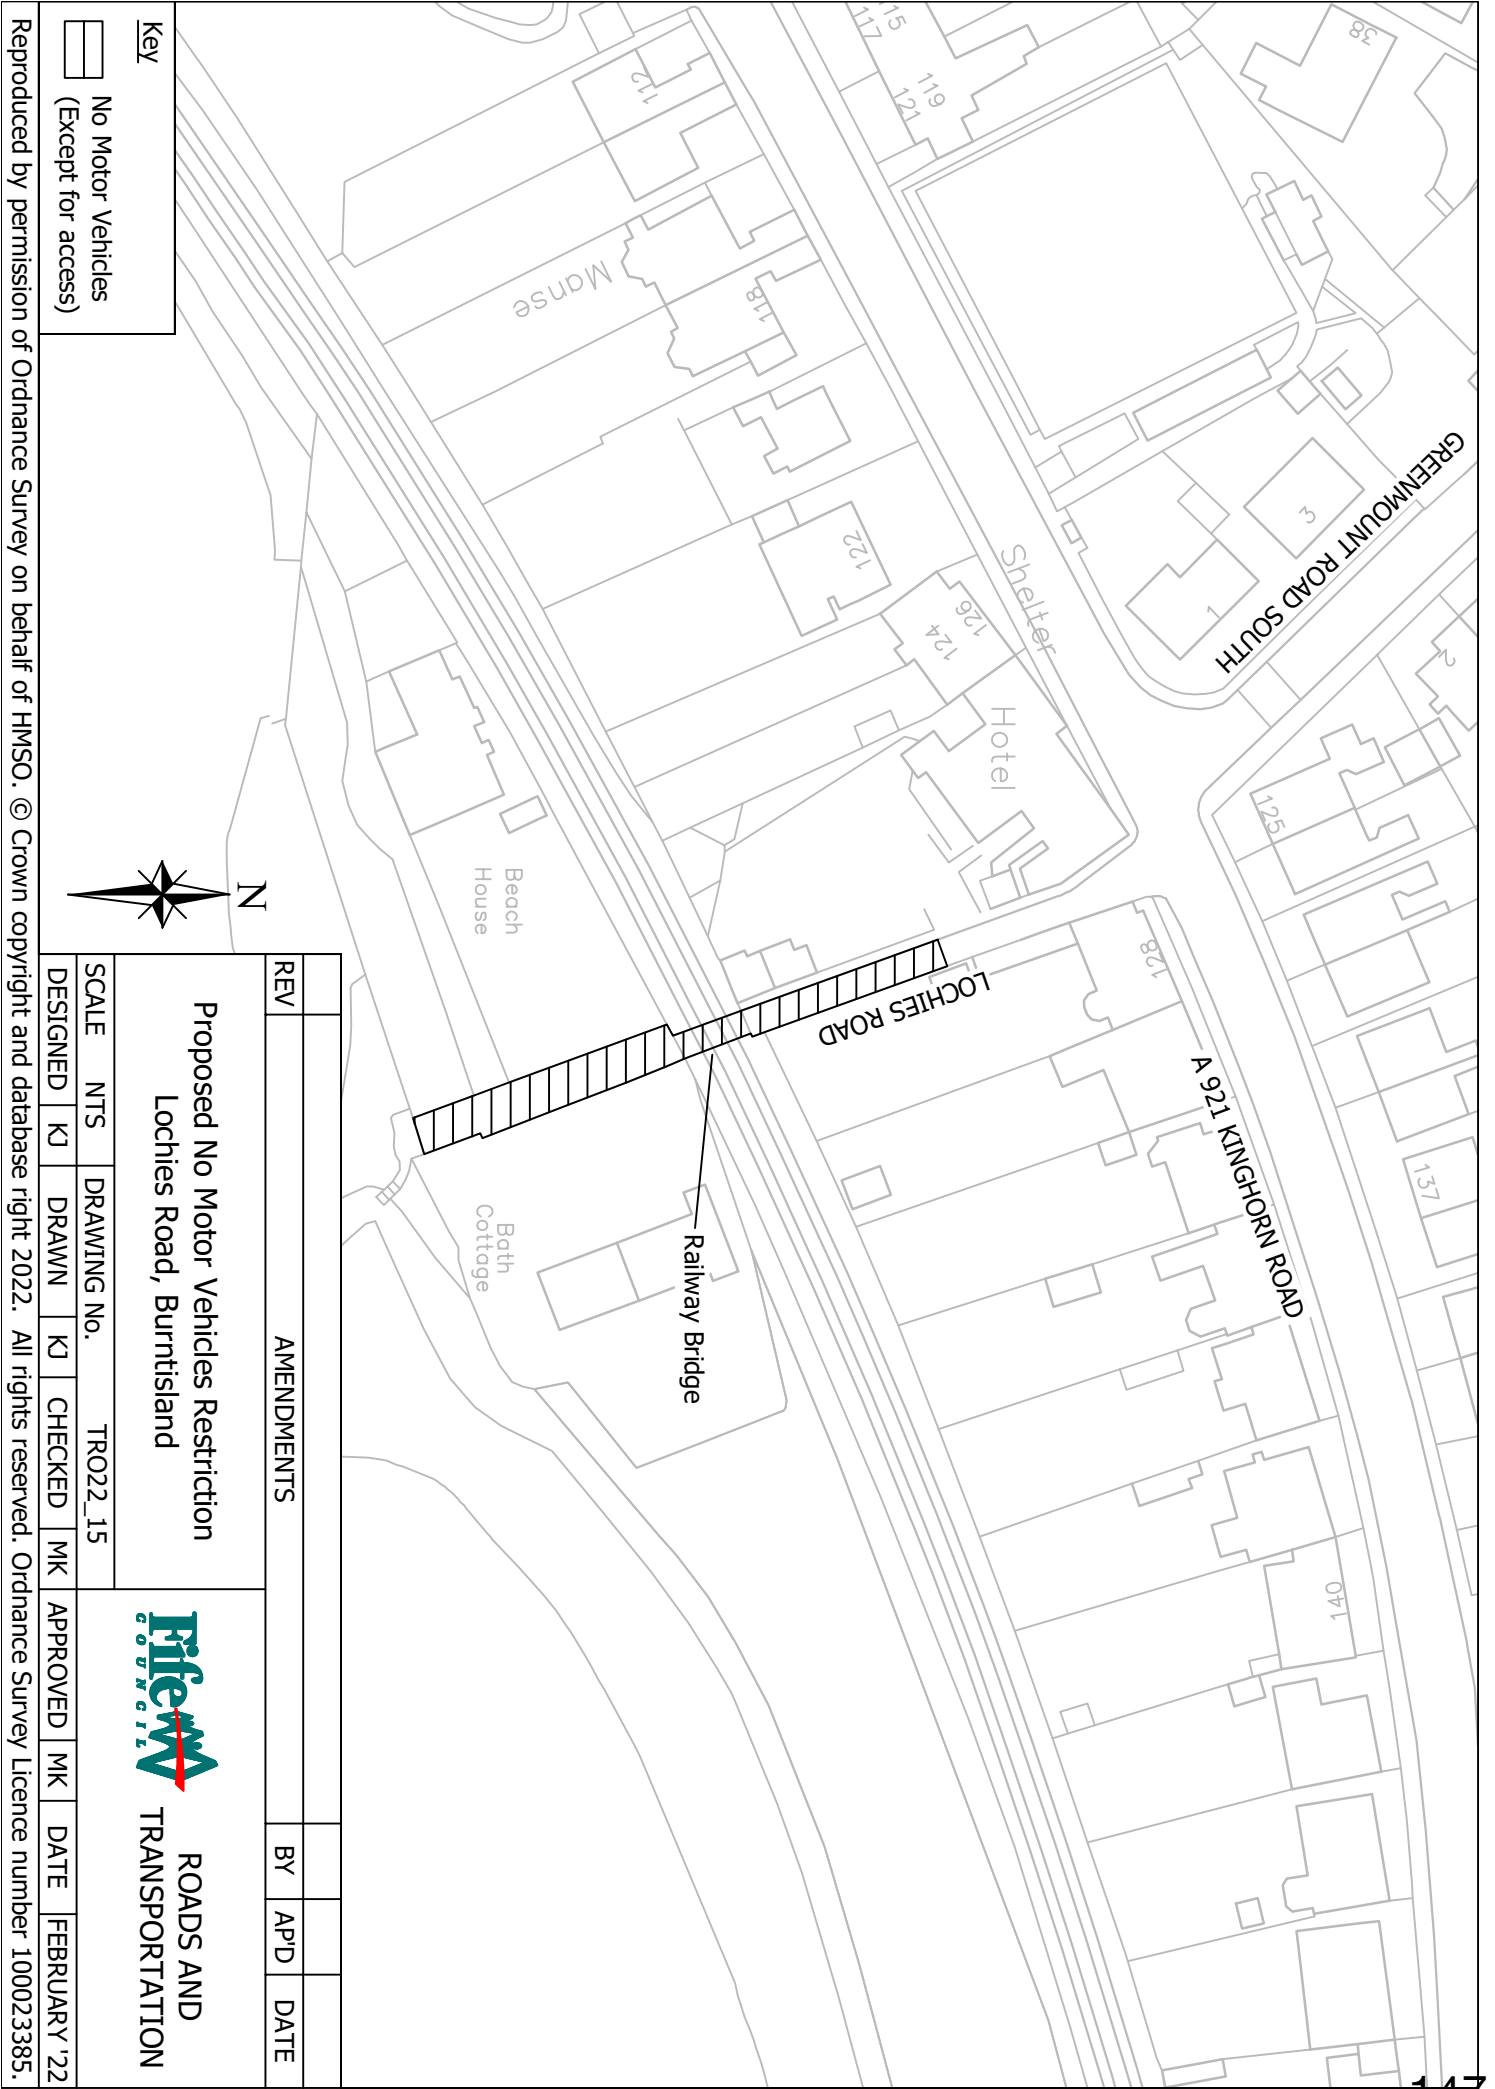 38
115
117
119
121
112
Manse
118
122
126
124
Shelter
Hotel
GREENMOUNT ROAD SOUTH
3
1
2
125
128
LOCHIES ROAD
A 921 KINGHORN ROAD
137
140
Beach
House
Bath
Cottage
Railway Bridge
Key
No Motor Vehicles
(Except for access)
N
REV
AMENDMENTS
BY
AP'D
DATE
Proposed No Motor Vehicles Restriction
Lochies Road, Burntisland
SCALE NTS
DRAWING No. TRO22_15
DESIGNED KJ DRAWN KJ CHECKED MK APPROVED MK DATE FEBRUARY '22
Fife
COUNCIL
ROADS AND
TRANSPORTATION
Reproduced by permission of Ordnance Survey on behalf of HMSO. © Crown copyright and database right 2022. All rights reserved. Ordnance Survey Licence number 100023385.